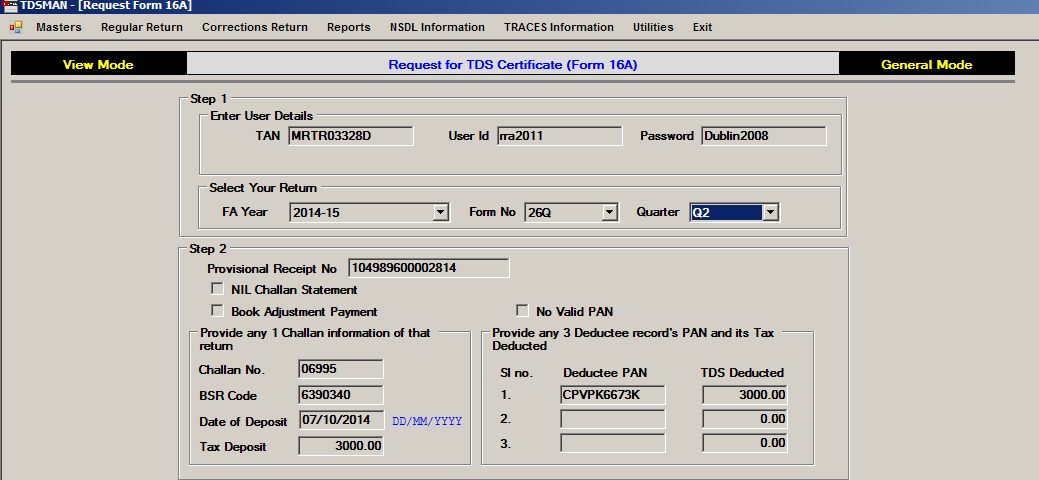 TDSMAN - [Request Form 16A]
Masters Regular Return Corrections Return Reports NSDL Information TRACES Information Utilities Exit
View Mode Request for TDS Certificate (Form 16A) General Mode
Step 1
Enter User Details
TAN MRTR03328D User Id rra2011 Password Dublin2008
Select Your Return
FA Year 2014-15 Form No 26Q Quarter Q2
Step 2
Provisional Receipt No 104989600002814
NIL Challan Statement
Book Adjustment Payment No Valid PAN
Provide any 1 Challan information of that
return
Challan No. 06995
BSR Code 6390340
Date of Deposit 07/10/2014 DD/MM/YYYY
Tax Deposit 3000.00
Provide any 3 Deductee record's PAN and its Tax
Deducted
Sl no. Deductee PAN TDS Deducted
1. CPVPK6673K 3000.00
2. 0.00
3. 0.00